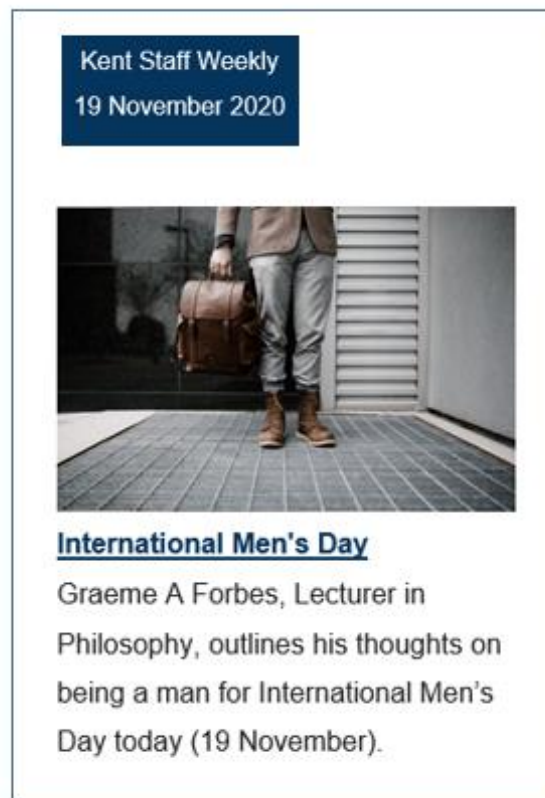 Kent Staff Weekly
19 November 2020
International Men's Day
Graeme A Forbes, Lecturer in
Philosophy, outlines his thoughts on
being a man for International Men's
Day today (19 November).